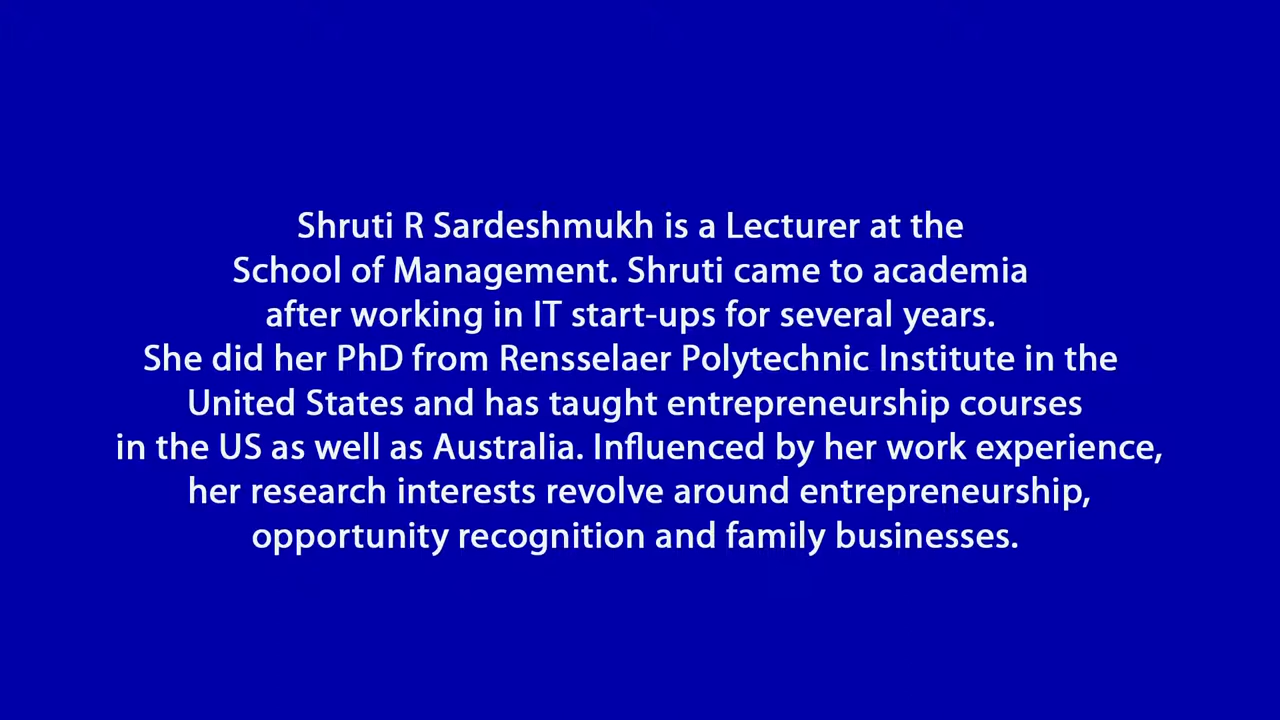 Shruti R Sardeshmukh is a Lecturer at the
School of Management. Shruti came to academia
after working in IT start-ups for several years.
She did her PhD from Rensselaer Polytechnic Institute in the
United States and has taught entrepreneurship courses
in the US as well as Australia. Influenced by her work experience,
her research interests revolve around entrepreneurship,
opportunity recognition and family businesses.